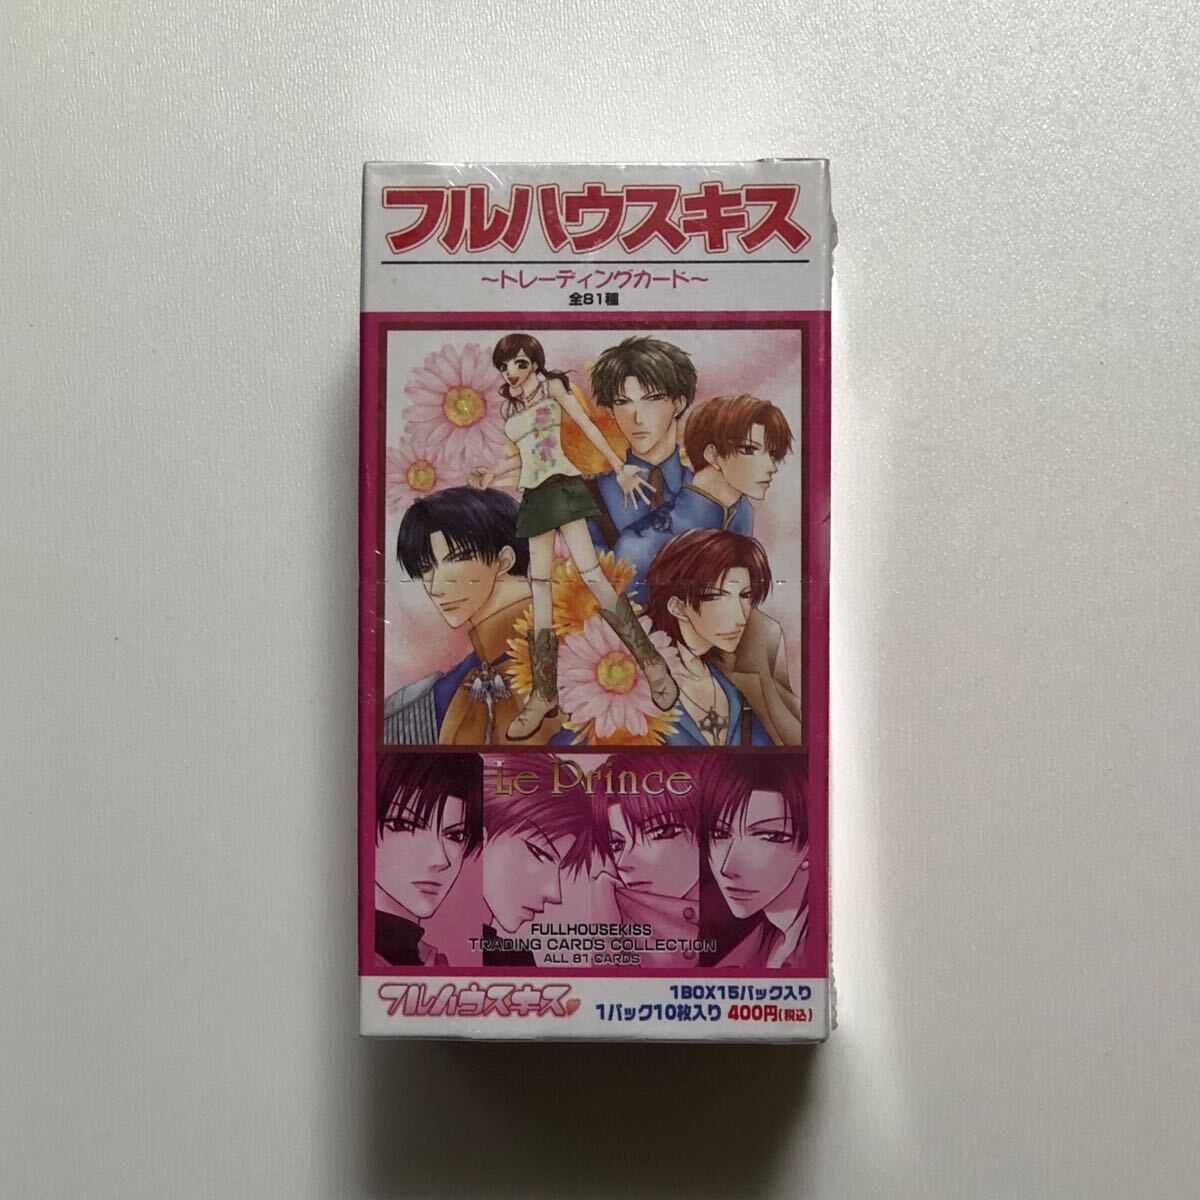 フルハウスキス
～トレーディングカード～
全81種
Le Prince
FULLHOUSEKISS
TRADING CARDS COLLECTION
ALL 81 CARDS
フルハウスキス
1BOX15パック入り
1パック10枚入り 400円(税込)